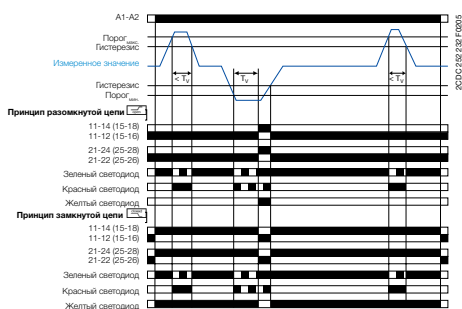 A1-A2
Порог макс.
Гистерезис
Измеренное значение
< Tv
Tv
< Tv
Гистерезис
Порог мин.
Принцип разомкнутой цепи
11-14 (15-18)
11-12 (15-16)
21-24 (25-28)
21-22 (25-26)
Зеленый светодиод
Красный светодиод
Желтый светодиод
Принцип замкнутой цепи
11-14 (15-18)
11-12 (15-16)
21-24 (25-28)
21-22 (25-26)
Зеленый светодиод
Красный светодиод
Желтый светодиод
2CDC 252 232 F0205